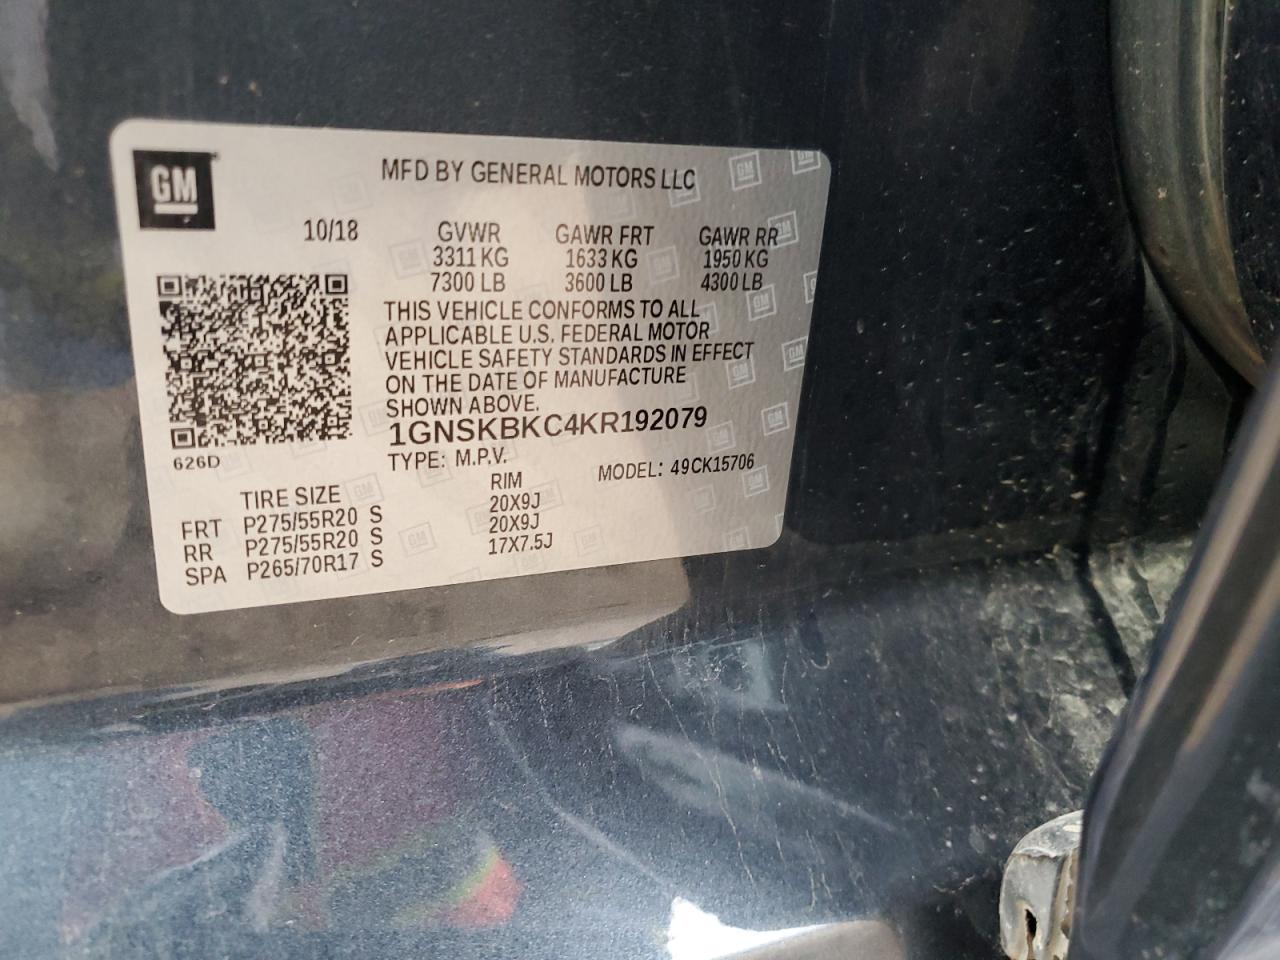 GM
MFD BY GENERAL MOTORS LLC
10/18 GVWR GAWR FRT GAWR RR
3311 KG 1633 KG 1950 KG
7300 LB 3600 LB 4300 LB
THIS VEHICLE CONFORMS TO ALL
APPLICABLE U.S. FEDERAL MOTOR
VEHICLE SAFETY STANDARDS IN EFFECT
ON THE DATE OF MANUFACTURE
SHOWN ABOVE.
1GNSKBKC4KR192079
626D
TYPE: M.P.V. MODEL: 49CK15706
TIRE SIZE RIM
FRT P275/55R20 S 20X9J
RR P275/55R20 S 20X9J
SPA P265/70R17 S 17X7.5J